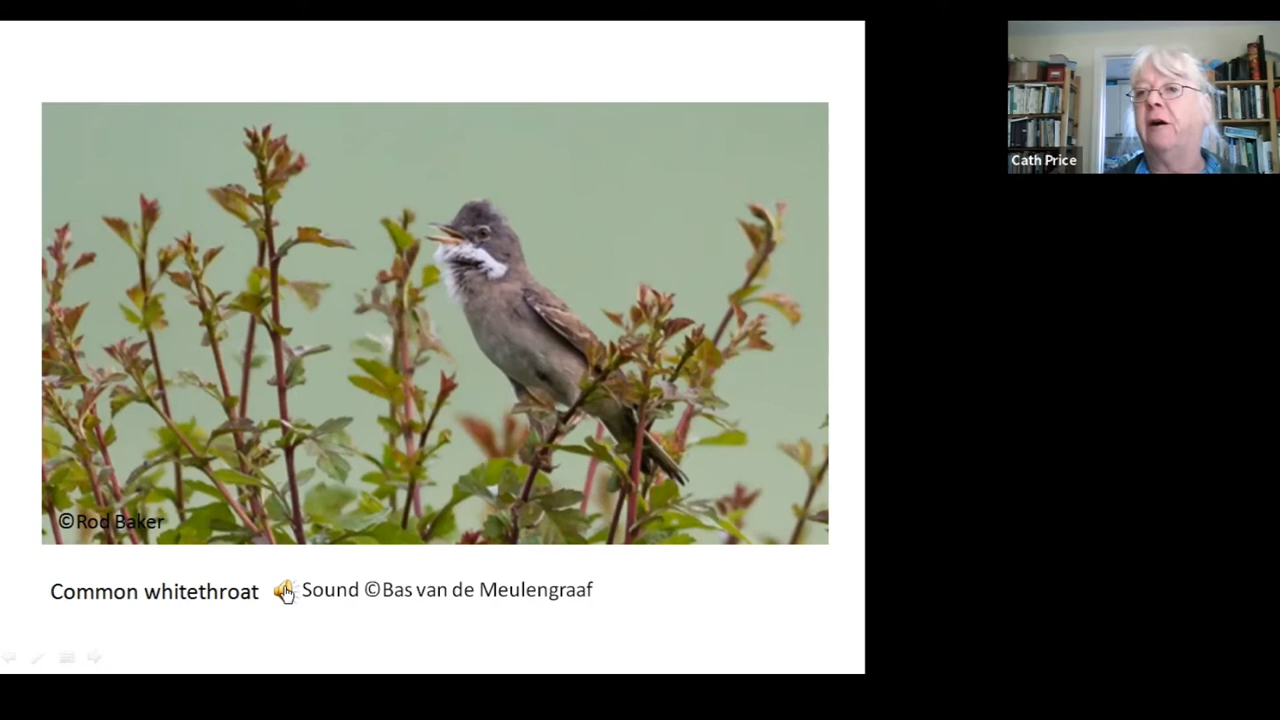 Cath Price
©Rod Baker
Common whitethroat
Sound ©Bas van de Meulengraaf